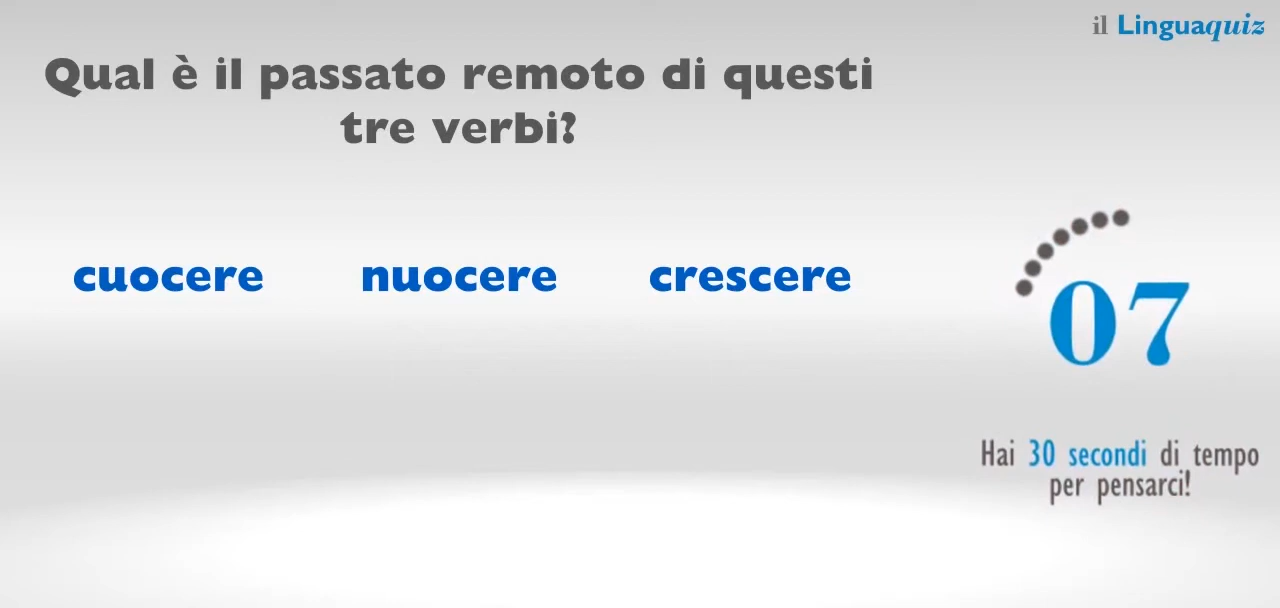 il Linguaquiz
Qual è il passato remoto di questi
tre verbi?
cuocere nuocere crescere
07
Hai 30 secondi di tempo
per pensarci!